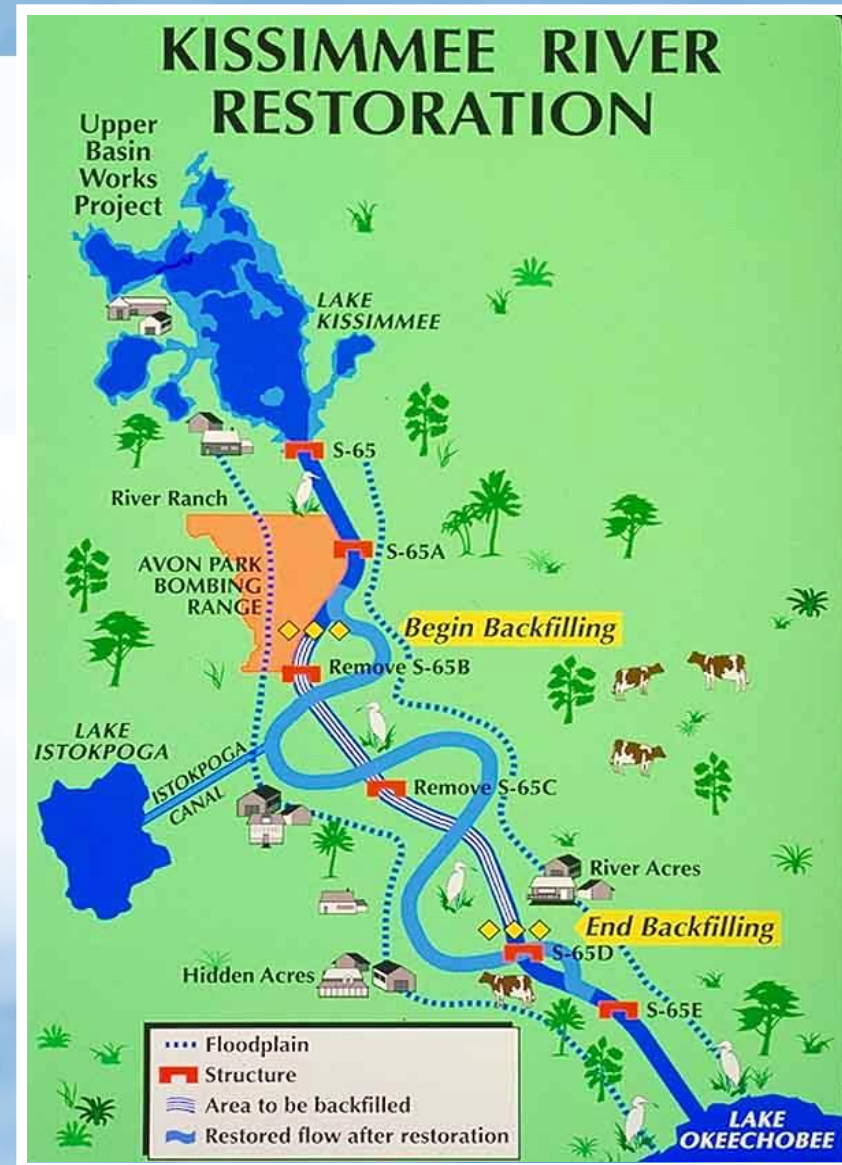 KISSIMMEE RIVER
RESTORATION
Upper
Basin
Works
Project
LAKE
KISSIMMEE
S-65
River Ranch
S-65A
AVON PARK
BOMBING
RANGE
Begin Backfilling
Remove S-65B
LAKE
ISTOKPOGA
ISTOKPOGA
CANAL
Remove S-65C
River Acres
End Backfilling
S-65D
Hidden Acres
S-65E
Floodplain
Structure
Area to be backfilled
Restored flow after restoration
LAKE
OKEECHOBEE